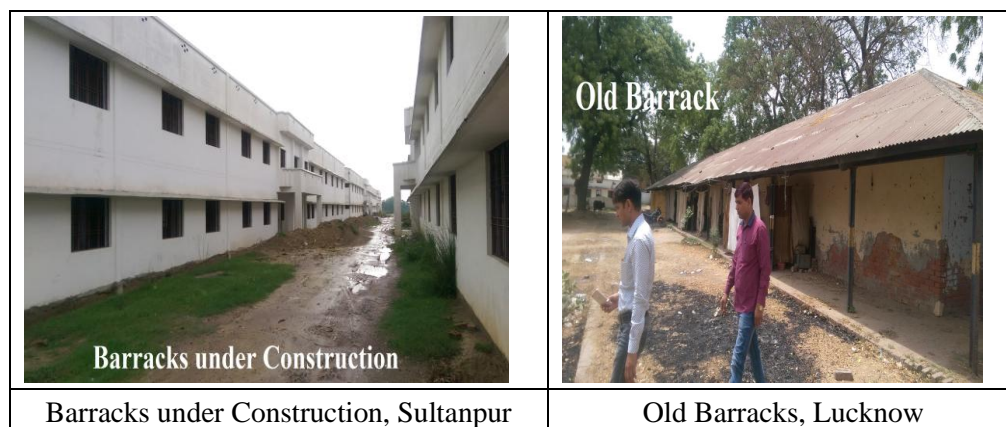 Old Barrack
Barracks under Construction
Barracks under Construction, Sultanpur
Old Barracks, Lucknow